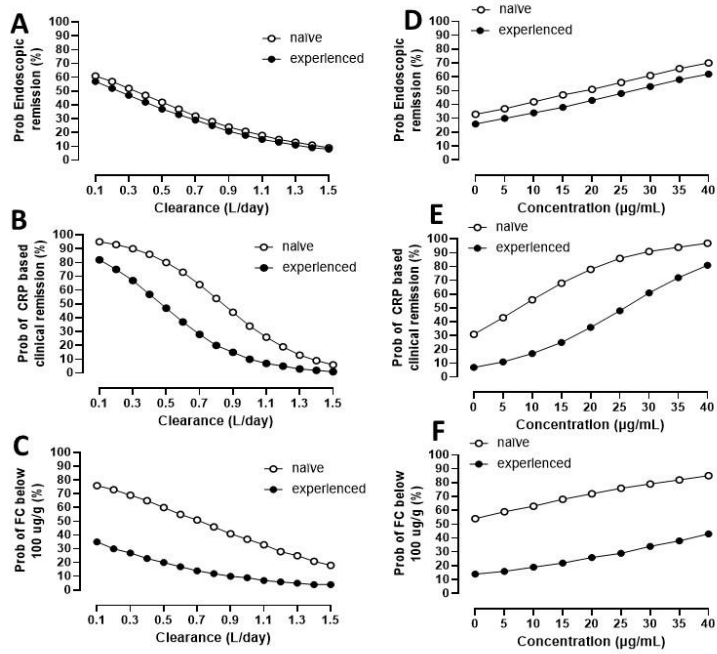 A
naïve
experienced
Prob Endoscopic
remission (%)
100
90
80
70
60
50
40
30
20
10
0
0.1 0.3 0.5 0.7 0.9 1.1 1.3 1.5
Clearance (L/day)
D
naïve
experienced
Prob Endoscopic
remission (%)
100
90
80
70
60
50
40
30
20
10
0
0 5 10 15 20 25 30 35 40
Concentration (µg/mL)
B
naïve
experienced
Prob of CRP based
clinical remission (%)
100
90
80
70
60
50
40
30
20
10
0
0.1 0.3 0.5 0.7 0.9 1.1 1.3 1.5
Clearance (L/day)
E
naïve
experienced
Prob of CRP based
clinical remission (%)
100
90
80
70
60
50
40
30
20
10
0
0 5 10 15 20 25 30 35 40
Concentration (µg/mL)
C
naïve
experienced
Prob of FC below
100 ug/g (%)
100
90
80
70
60
50
40
30
20
10
0
0.1 0.3 0.5 0.7 0.9 1.1 1.3 1.5
Clearance (L/day)
F
naïve
experienced
Prob of FC below
100 ug/g (%)
100
90
80
70
60
50
40
30
20
10
0
0 5 10 15 20 25 30 35 40
Concentration (µg/mL)